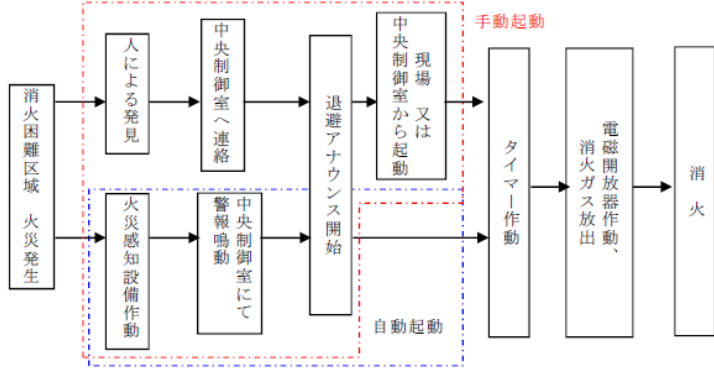 手動起動
消火困難区域　火災発生
人による発見
中央制御室へ連絡
退避アナウンス開始
現場　又は
中央制御室から起動
火災感知設備作動
中央制御室にて
警報鳴動
自動起動
タイマー作動
電磁開放器作動、
消火ガス放出
消火